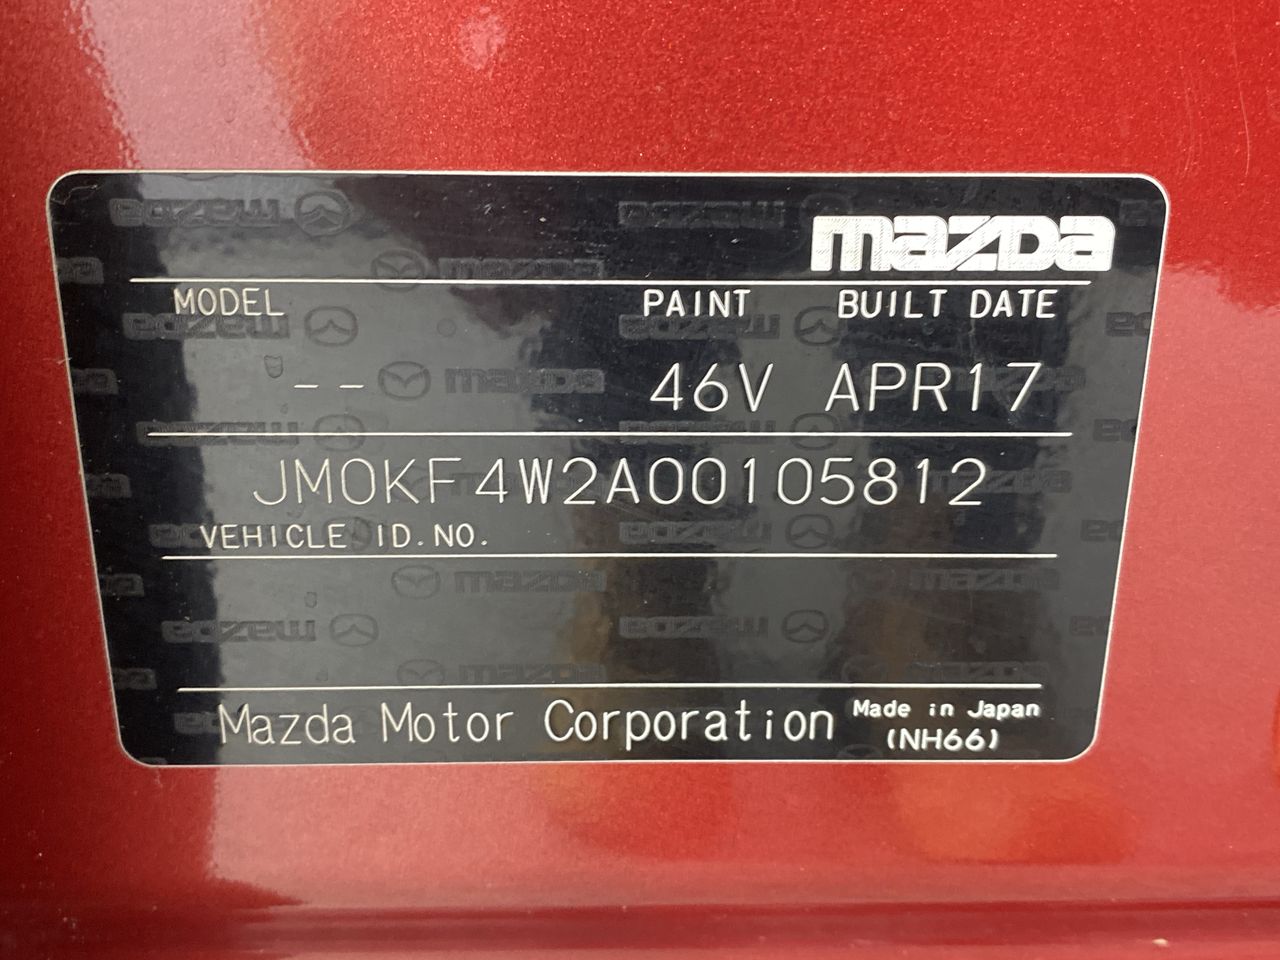 mazda
MODEL PAINT BUILT DATE
-- 46V APR17
JM0KF4W2A00105812
VEHICLE ID.NO.
Mazda Motor Corporation Made in Japan
(NH66)